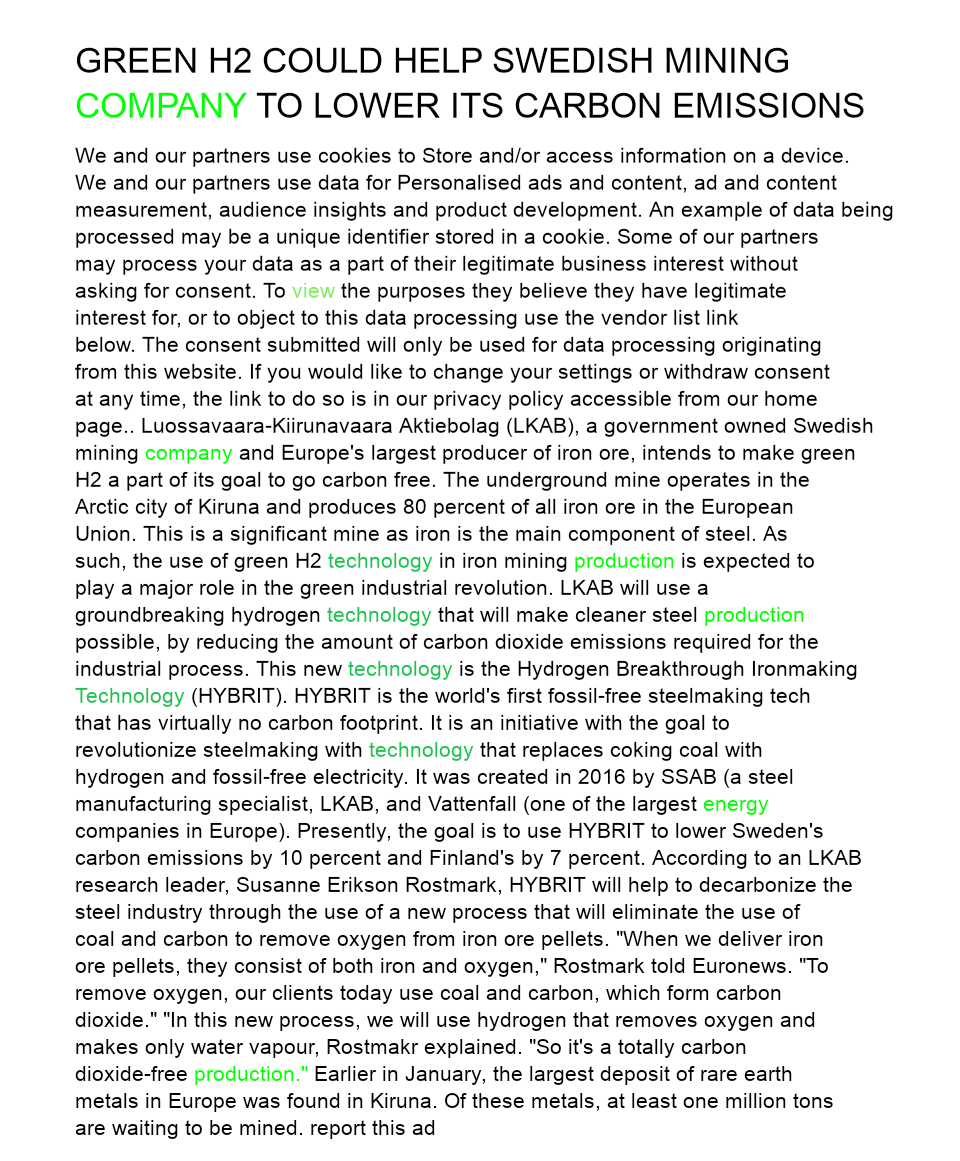 GREEN H2 COULD HELP SWEDISH MINING
COMPANY TO LOWER ITS CARBON EMISSIONS
We and our partners use cookies to Store and/or access information on a device.
We and our partners use data for Personalised ads and content, ad and content
measurement, audience insights and product development. An example of data being
processed may be a unique identifier stored in a cookie. Some of our partners
may process your data as a part of their legitimate business interest without
asking for consent. To view the purposes they believe they have legitimate
interest for, or to object to this data processing use the vendor list link
below. The consent submitted will only be used for data processing originating
from this website. If you would like to change your settings or withdraw consent
at any time, the link to do so is in our privacy policy accessible from our home
page.. Luossavaara-Kiirunavaara Aktiebolag (LKAB), a government owned Swedish
mining company and Europe's largest producer of iron ore, intends to make green
H2 a part of its goal to go carbon free. The underground mine operates in the
Arctic city of Kiruna and produces 80 percent of all iron ore in the European
Union. This is a significant mine as iron is the main component of steel. As
such, the use of green H2 technology in iron mining production is expected to
play a major role in the green industrial revolution. LKAB will use a
groundbreaking hydrogen technology that will make cleaner steel production
possible, by reducing the amount of carbon dioxide emissions required for the
industrial process. This new technology is the Hydrogen Breakthrough Ironmaking
Technology (HYBRIT). HYBRIT is the world's first fossil-free steelmaking tech
that has virtually no carbon footprint. It is an initiative with the goal to
revolutionize steelmaking with technology that replaces coking coal with
hydrogen and fossil-free electricity. It was created in 2016 by SSAB (a steel
manufacturing specialist, LKAB, and Vattenfall (one of the largest energy
companies in Europe). Presently, the goal is to use HYBRIT to lower Sweden's
carbon emissions by 10 percent and Finland's by 7 percent. According to an LKAB
research leader, Susanne Erikson Rostmark, HYBRIT will help to decarbonize the
steel industry through the use of a new process that will eliminate the use of
coal and carbon to remove oxygen from iron ore pellets. "When we deliver iron
ore pellets, they consist of both iron and oxygen," Rostmark told Euronews. "To
remove oxygen, our clients today use coal and carbon, which form carbon
dioxide." "In this new process, we will use hydrogen that removes oxygen and
makes only water vapour, Rostmakr explained. "So it's a totally carbon
dioxide-free production." Earlier in January, the largest deposit of rare earth
metals in Europe was found in Kiruna. Of these metals, at least one million tons
are waiting to be mined. report this ad